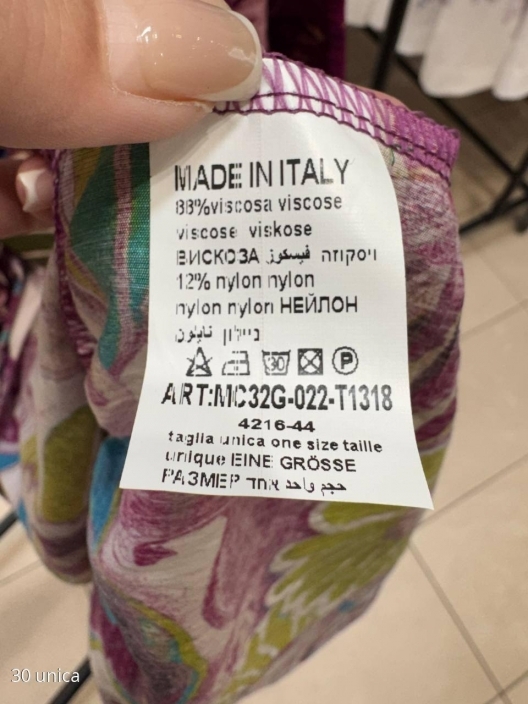 MADE IN ITALY
88%viscosa viscose
viscose viskose
ВИСКОЗА فيسكوز ויסקוזה
12% nylon nylon
nylon nylon НЕЙЛОН
ניילון نايلون
30 P
ART:MC32G-022-T1318
4216-44
taglia unica one size taille
unique EINE GRÖSSE
РАЗМЕР אחד حجم واحد
30 unica